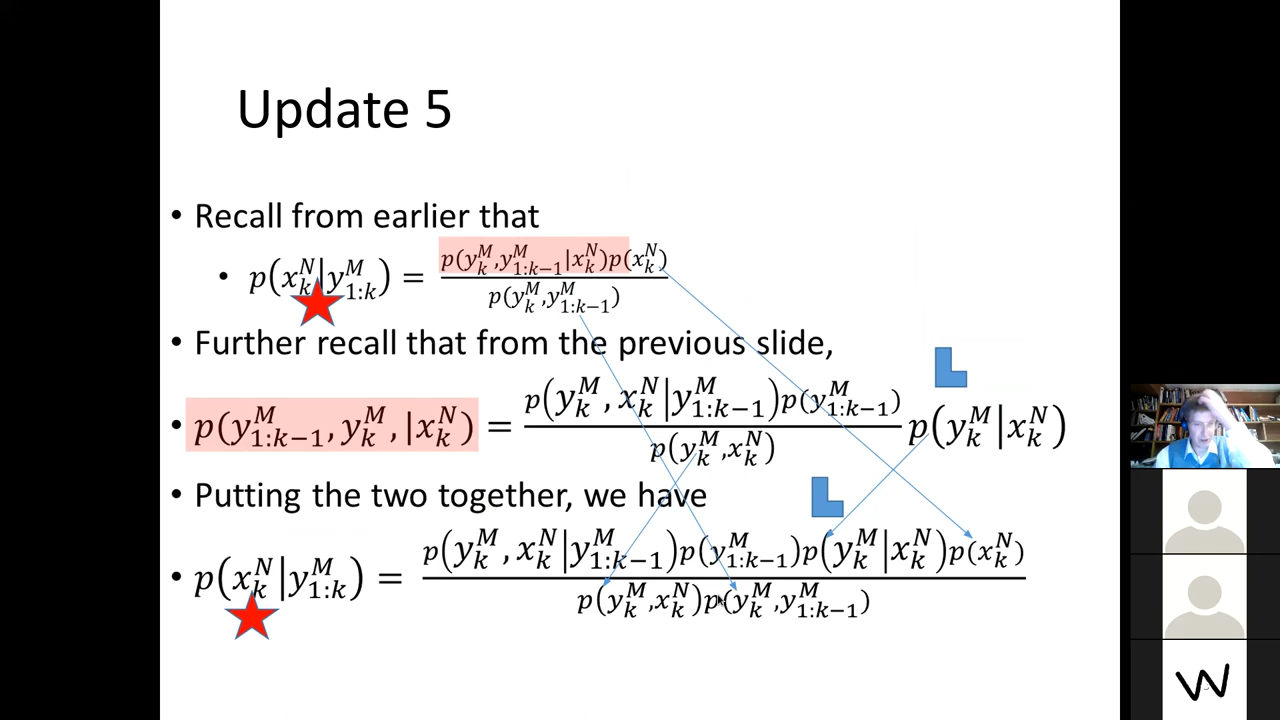 Update 5
• Recall from earlier that
• p(x_k^N|y_{1:k}^M) = \frac{p(y_k^M,y_{1:k-1}^M|x_k^N)p(x_k^N)}{p(y_k^M,y_{1:k-1}^M)}
• Further recall that from the previous slide,
• p(y_{1:k-1}^M, y_k^M, |x_k^N) = \frac{p(y_k^M, x_k^N|y_{1:k-1}^M)p(y_{1:k-1}^M)}{p(y_k^M,x_k^N)} p(y_k^M|x_k^N)
• Putting the two together, we have
• p(x_k^N|y_{1:k}^M) = \frac{p(y_k^M, x_k^N|y_{1:k-1}^M)p(y_{1:k-1}^M)p(y_k^M|x_k^N)p(x_k^N)}{p(y_k^M,x_k^N)p(y_k^M,y_{1:k-1}^M)}
W